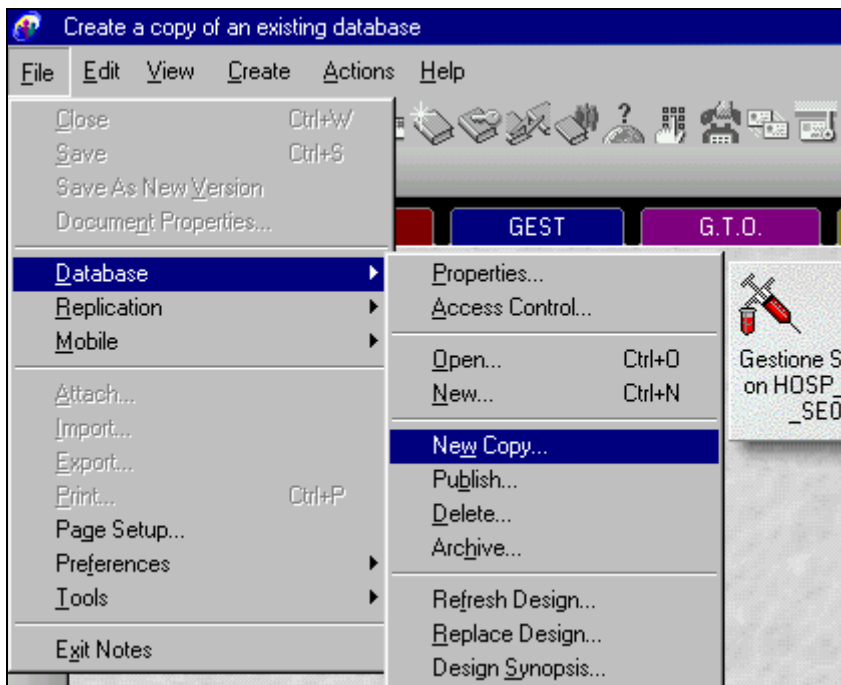 Create a copy of an existing database
File Edit View Create Actions Help
Close Ctrl+W
Save Ctrl+S
Save As New Version
Document Properties...
GEST G.T.O.
Database
Replication
Mobile
Attach...
Import...
Export...
Print... Ctrl+P
Page Setup...
Preferences
Tools
Exit Notes
Properties...
Access Control...
Open... Ctrl+O
New... Ctrl+N
New Copy...
Publish...
Delete...
Archive...
Refresh Design...
Replace Design...
Design Synopsis...
Gestione S
on HOSP_
_SE0